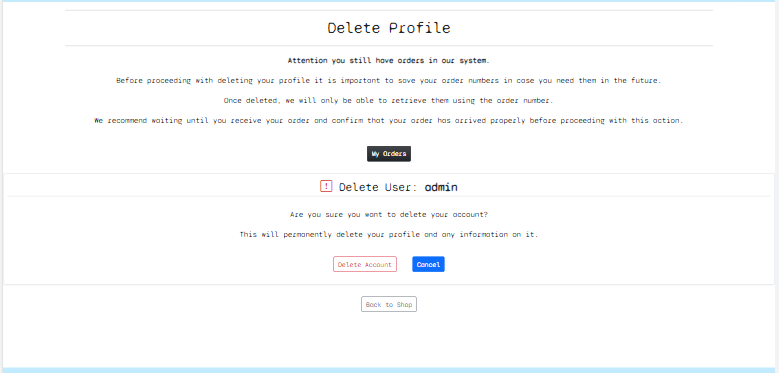 Delete Profile
Attention you still have orders in our system.
Before proceeding with deleting your profile it is important to save your order numbers in case you need them in the future.
Once deleted, we will only be able to retrieve them using the order number.
We recommend waiting until you receive your order and confirm that your order has arrived properly before proceeding with this action.
My Orders
! Delete User: admin
Are you sure you want to delete your account?
This will permanently delete your profile and any information on it.
Delete Account Cancel
Back to Shop